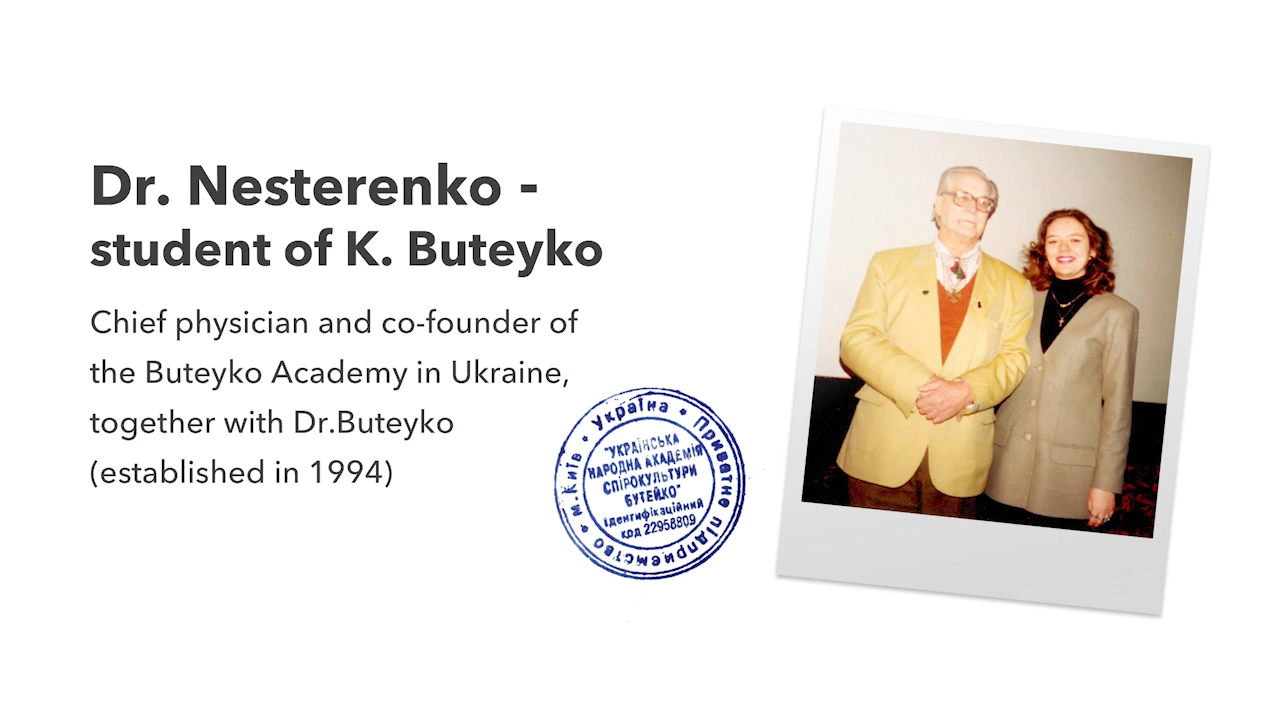 Dr. Nesterenko -
student of K. Buteyko
Chief physician and co-founder of
the Buteyko Academy in Ukraine,
together with Dr.Buteyko
(established in 1994)
м.Київ • Україна • Приватне підприємство •
"УКРАЇНСЬКА
НАРОДНА АКАДЕМІЯ
СПІРОКУЛЬТУРИ
БУТЕЙКО"
ідентифікаційний
код 22958809